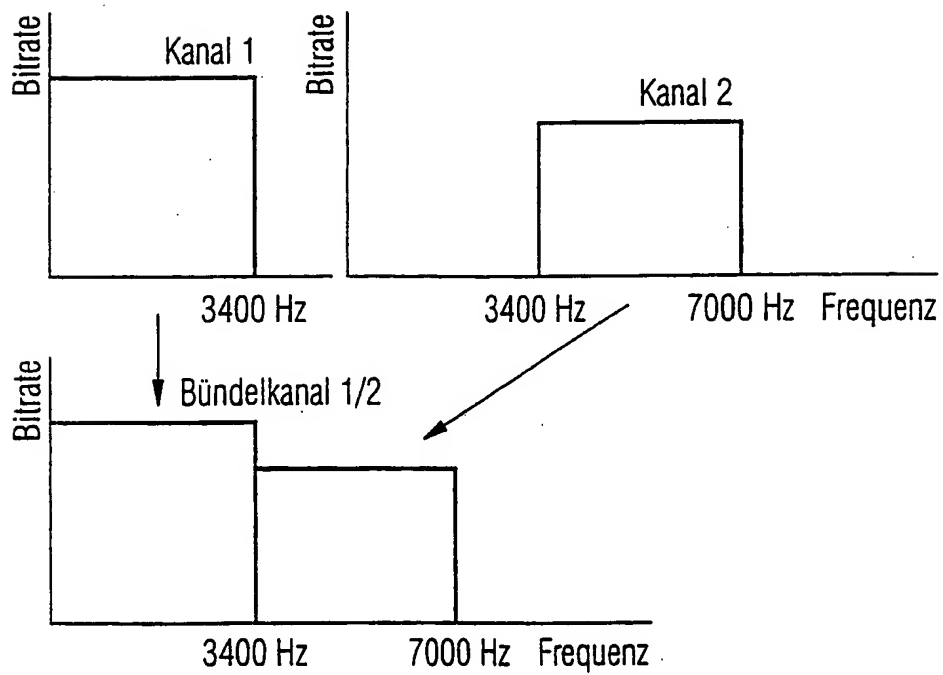 Bitrate
Kanal 1
3400 Hz
Bitrate
Kanal 2
3400 Hz 7000 Hz Frequenz
Bitrate
Bündelkanal 1/2
3400 Hz 7000 Hz Frequenz